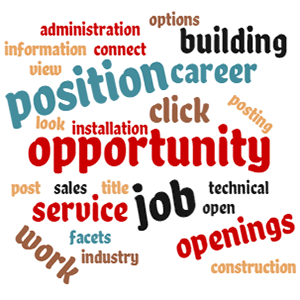 options
administration
building
information connect
view
position career
click
posting
look installation
opportunity
post sales title technical
service job open
openings
work facets
industry
construction